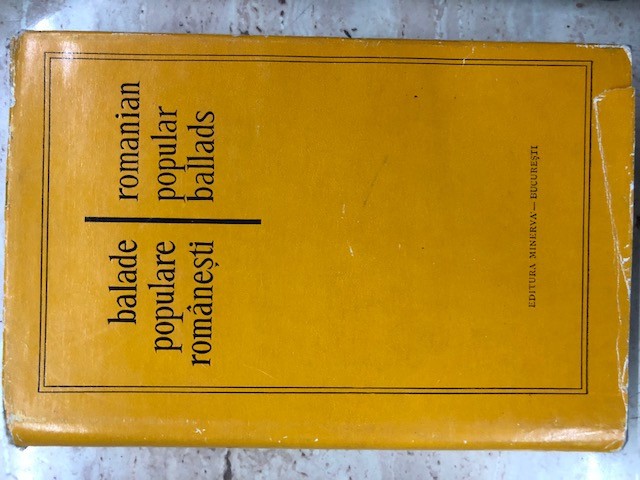 balade
populare
românești
romanian
popular
ballads
EDITURA MINERVA — BUCUREȘTI